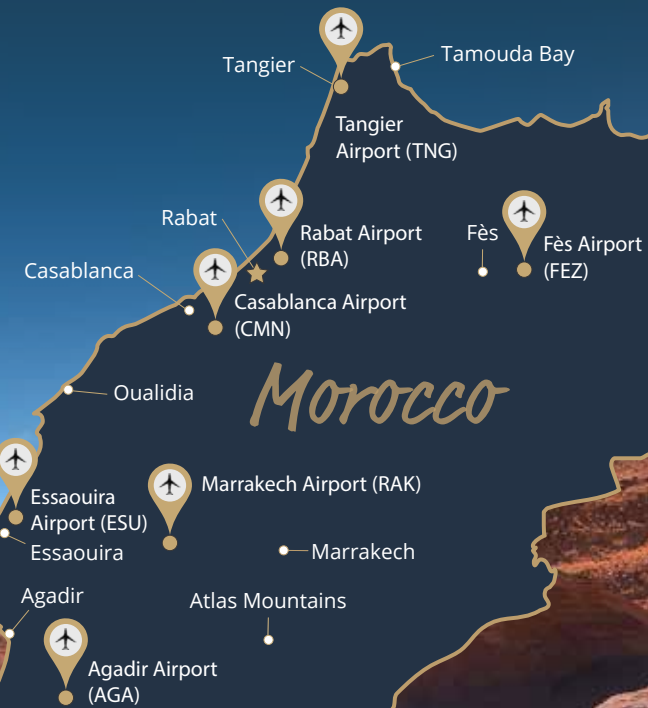 Tangier
Tamouda Bay
Tangier
Airport (TNG)
Rabat
Rabat Airport
(RBA)
Fès
Fès Airport
(FEZ)
Casablanca
Casablanca Airport
(CMN)
Oualidia
Morocco
Essaouira
Airport (ESU)
Essaouira
Marrakech Airport (RAK)
Marrakech
Agadir
Atlas Mountains
Agadir Airport
(AGA)